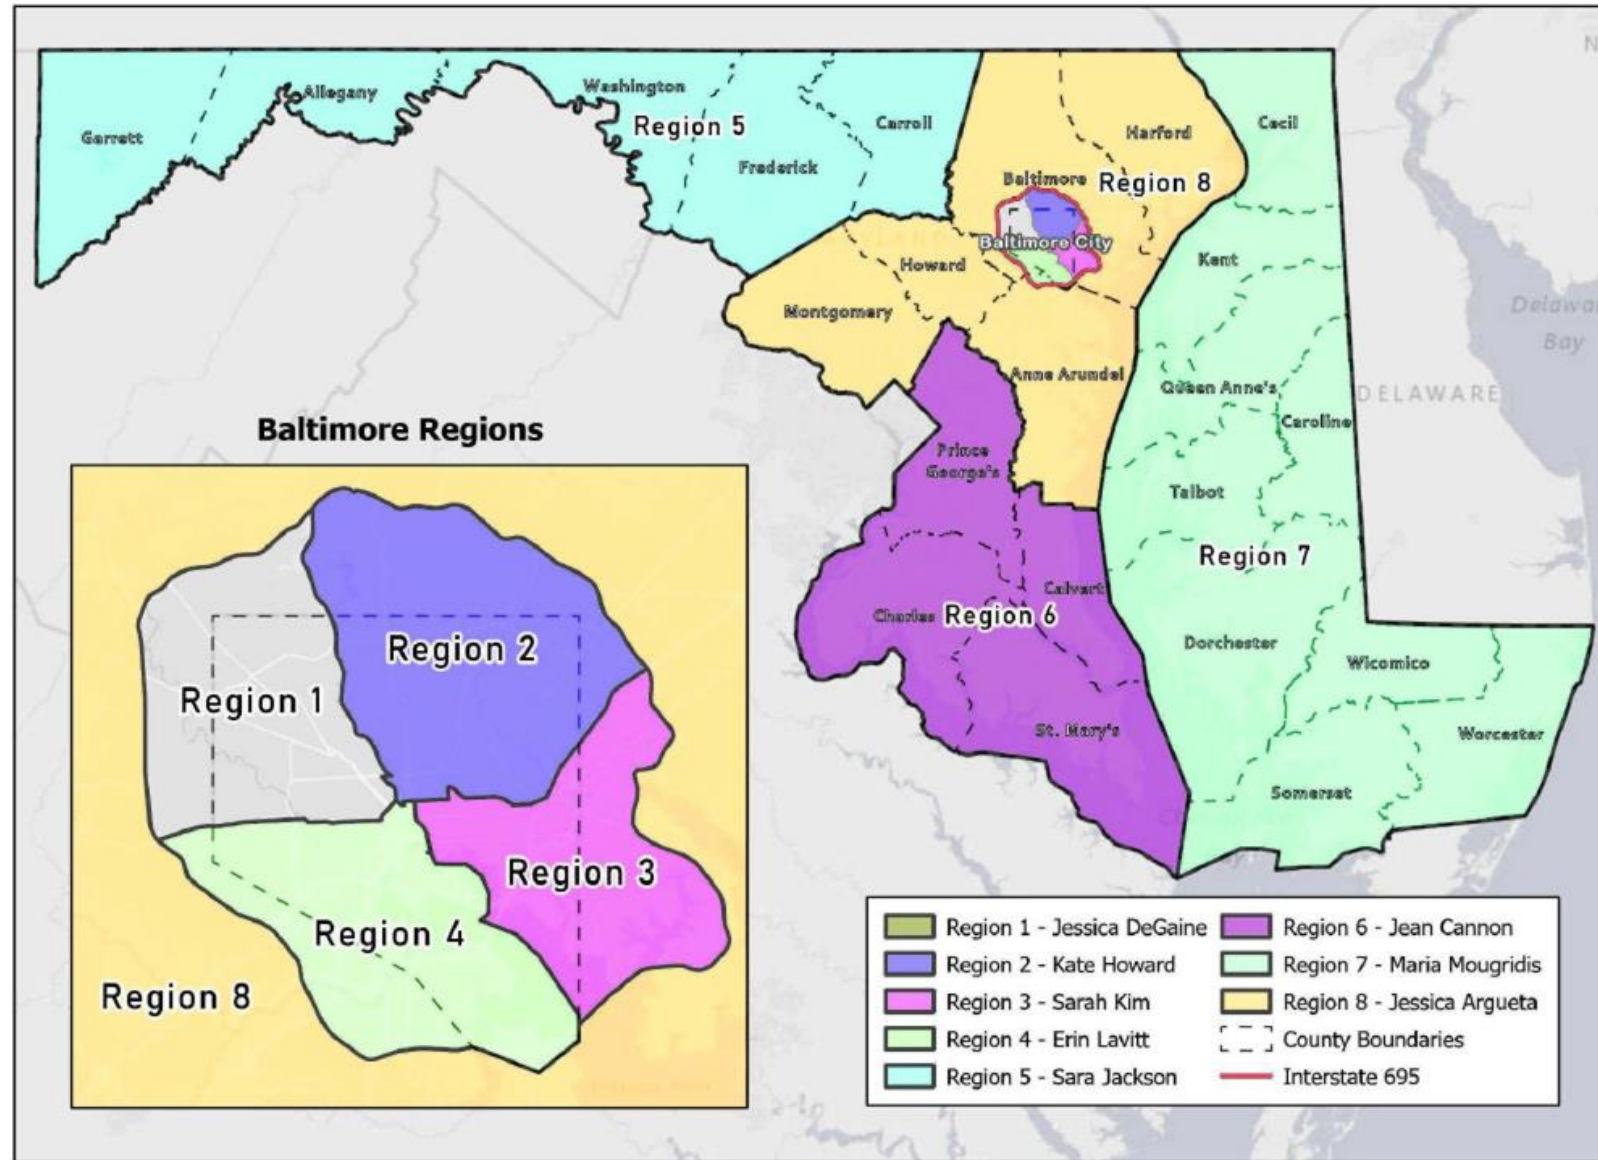 Garrett
Allegany
Washington
Region 5
Frederick
Carroll
Harford
Cecil
Baltimore
Region 8
Baltimore City
Howard
Kent
Montgomery
Anne Arundel
Queen Anne's
Caroline
DELAWARE
Delawa
Bay
Prince
George's
Talbot
Region 7
Calvert
Charles
Region 6
Dorchester
Wicomico
St. Mary's
Worcester
Somerset
Baltimore Regions
Region 2
Region 1
Region 3
Region 4
Region 8
Region 1 - Jessica DeGaine
Region 2 - Kate Howard
Region 3 - Sarah Kim
Region 4 - Erin Lavitt
Region 5 - Sara Jackson
Region 6 - Jean Cannon
Region 7 - Maria Mougridis
Region 8 - Jessica Argueta
County Boundaries
Interstate 695